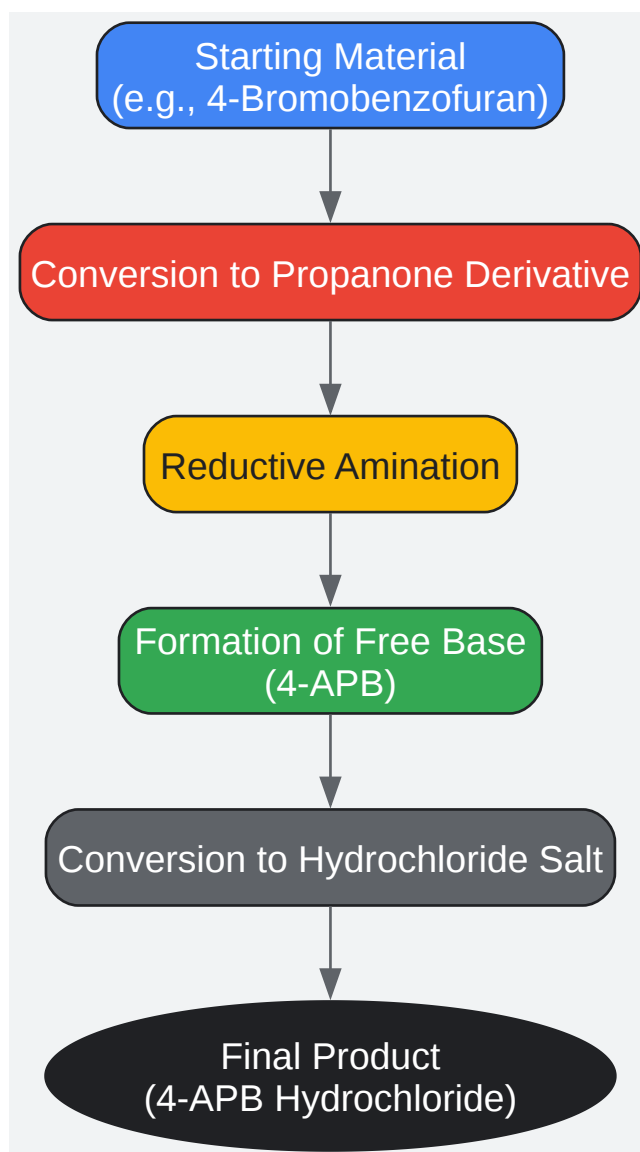 Starting Material
(e.g., 4-Bromobenzofuran)
Conversion to Propanone Derivative
Reductive Amination
Formation of Free Base
(4-APB)
Conversion to Hydrochloride Salt
Final Product
(4-APB Hydrochloride)